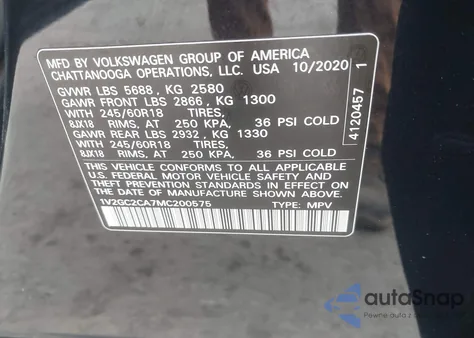 MFD BY VOLKSWAGEN GROUP OF AMERICA
CHATTANOOGA OPERATIONS, LLC. USA 10/2020
GVWR LBS 5688 , KG 2580
GAWR FRONT LBS 2866 , KG 1300
WITH 245/60R18 TIRES,
8JX18 RIMS, AT 250 KPA, 36 PSI COLD
GAWR REAR LBS 2932 , KG 1330
WITH 245/60R18 TIRES,
8JX18 RIMS, AT 250 KPA, 36 PSI COLD
THIS VEHICLE CONFORMS TO ALL APPLICABLE
U.S. FEDERAL MOTOR VEHICLE SAFETY AND
THEFT PREVENTION STANDARDS IN EFFECT ON THE
DATE OF MANUFACTURE SHOWN ABOVE.
1V2GC2CA7MC200575 TYPE: MPV
4120457 1
autoSnap